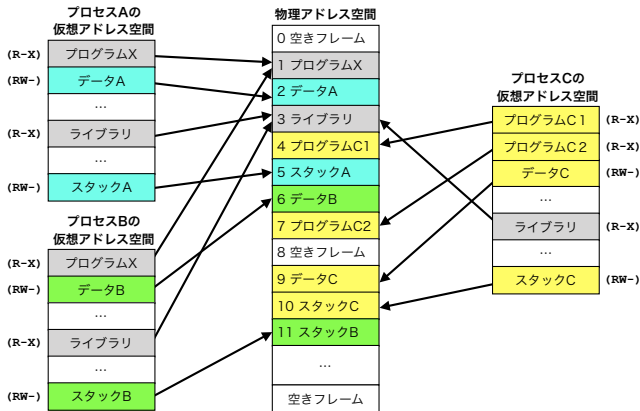 プロセスAの
仮想アドレス空間
(R-X) プログラムX
(RW-) データA
…
(R-X) ライブラリ
…
(RW-) スタックA
プロセスBの
仮想アドレス空間
(R-X) プログラムX
(RW-) データB
…
(R-X) ライブラリ
…
(RW-) スタックB
物理アドレス空間
0 空きフレーム
1 プログラムX
2 データA
3 ライブラリ
4 プログラムC1
5 スタックA
6 データB
7 プログラムC2
8 空きフレーム
9 データC
10 スタックC
11 スタックB
…
空きフレーム
プロセスCの
仮想アドレス空間
プログラムC1 (R-X)
プログラムC2 (R-X)
データC (RW-)
…
ライブラリ (R-X)
…
スタックC (RW-)